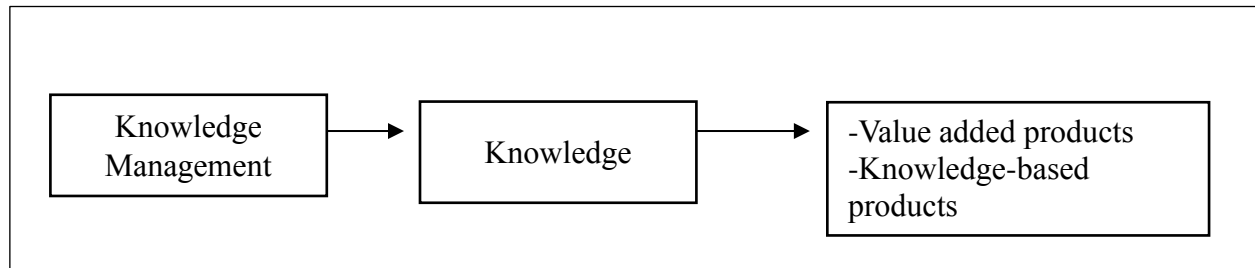 Knowledge
Management
Knowledge
-Value added products
-Knowledge-based
products